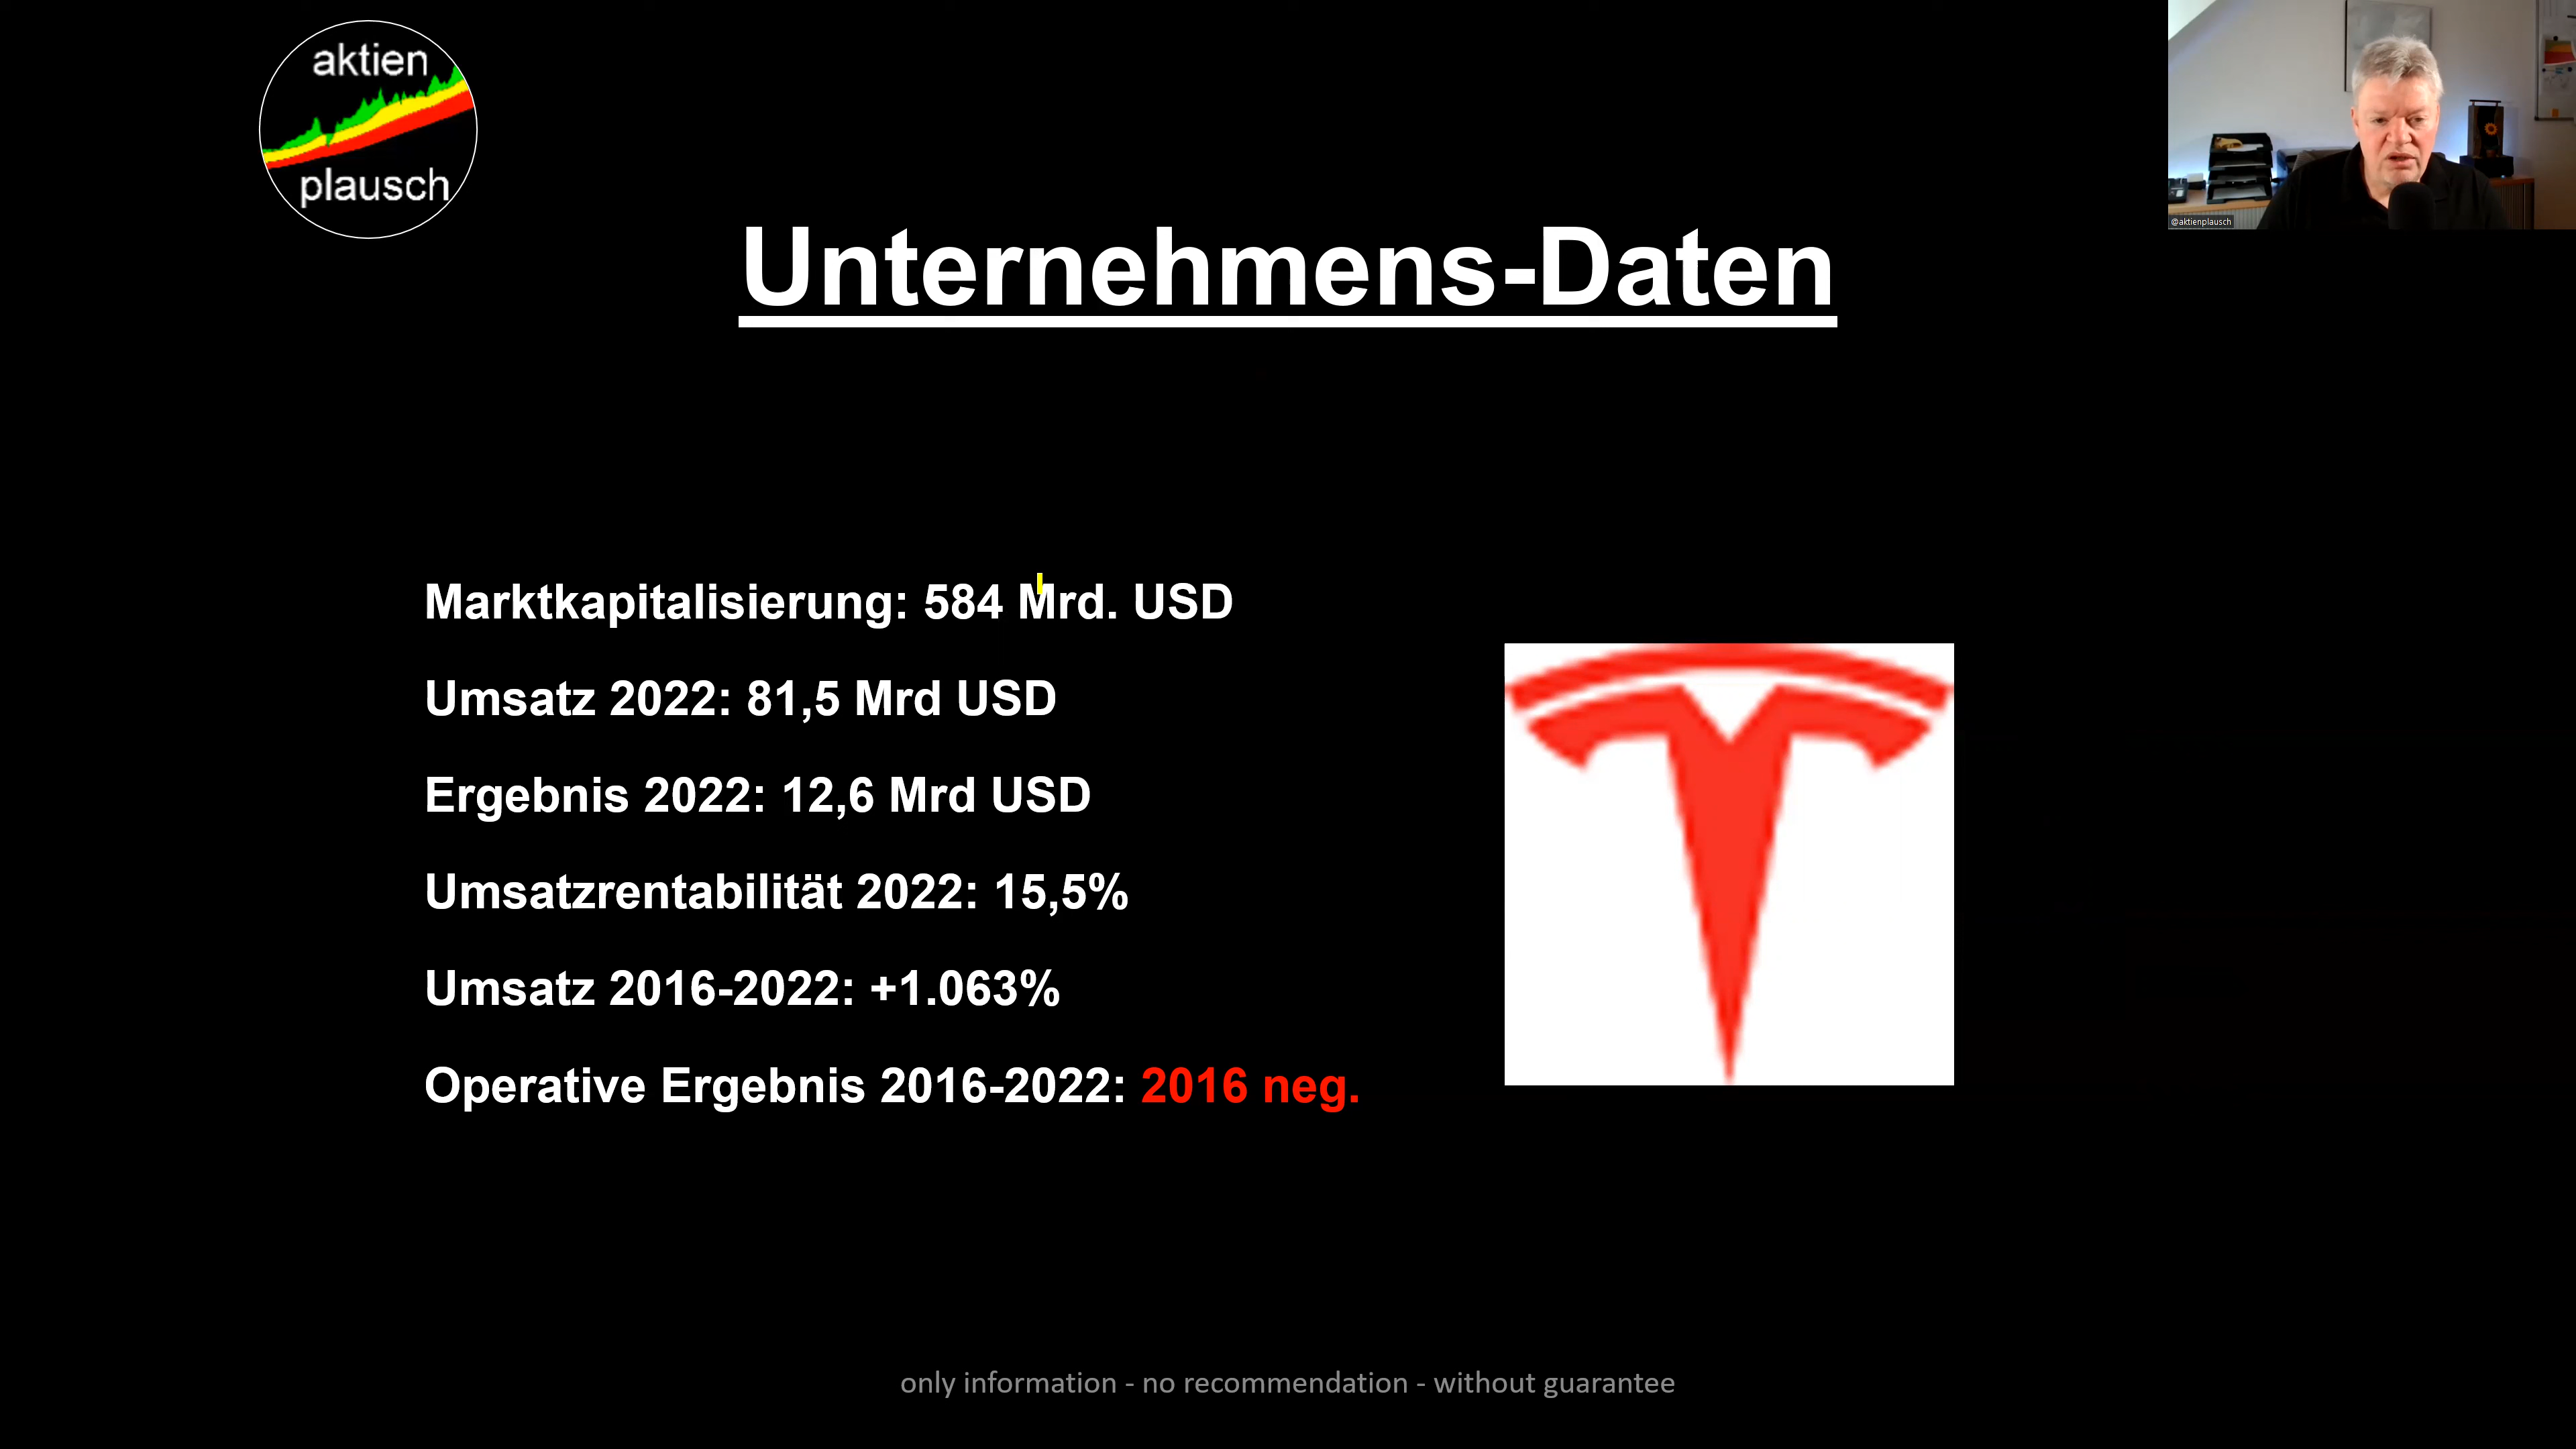 aktien
plausch
@aktienplausch
Unternehmens-Daten
Marktkapitalisierung: 584 Mrd. USD
Umsatz 2022: 81,5 Mrd USD
Ergebnis 2022: 12,6 Mrd USD
Umsatzrentabilität 2022: 15,5%
Umsatz 2016-2022: +1.063%
Operative Ergebnis 2016-2022: 2016 neg.
only information - no recommendation - without guarantee